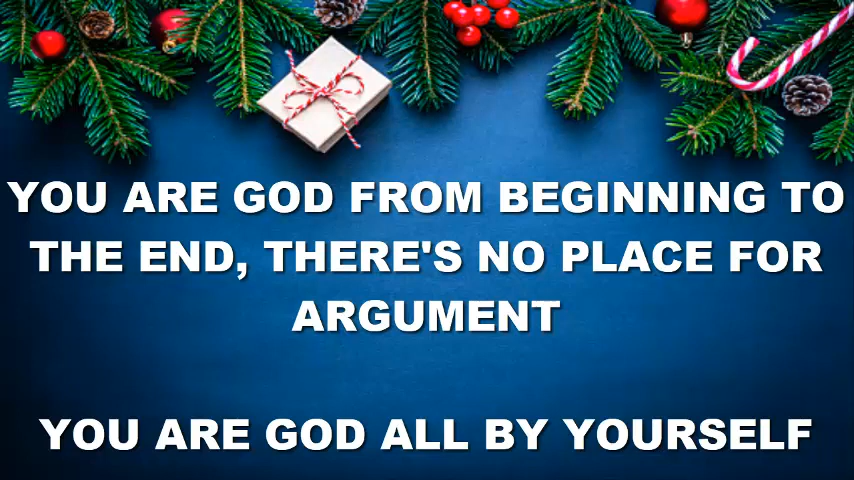 YOU ARE GOD FROM BEGINNING TO
THE END, THERE'S NO PLACE FOR
ARGUMENT
YOU ARE GOD ALL BY YOURSELF